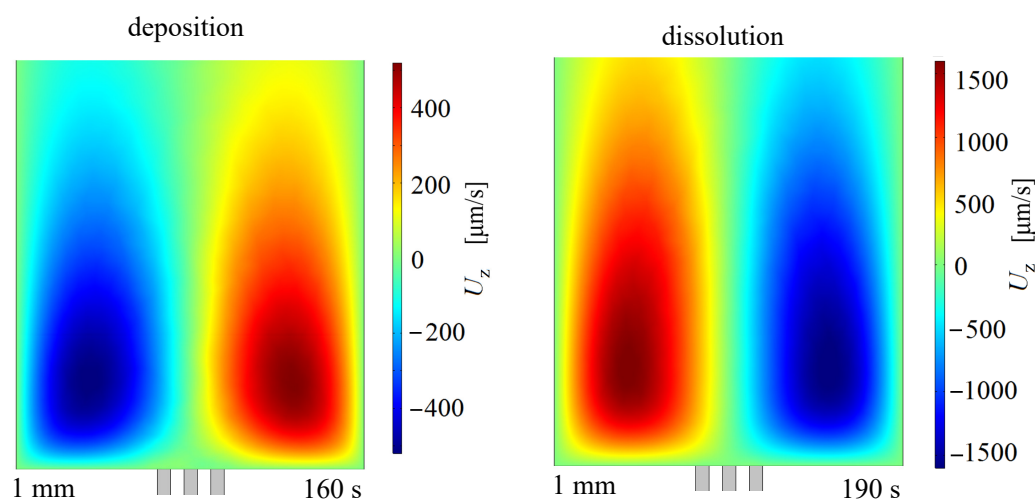 deposition
400
200
0
−200
−400
U_z [µm/s]
1 mm
160 s
dissolution
1500
1000
500
0
−500
−1000
−1500
U_z [µm/s]
1 mm
190 s